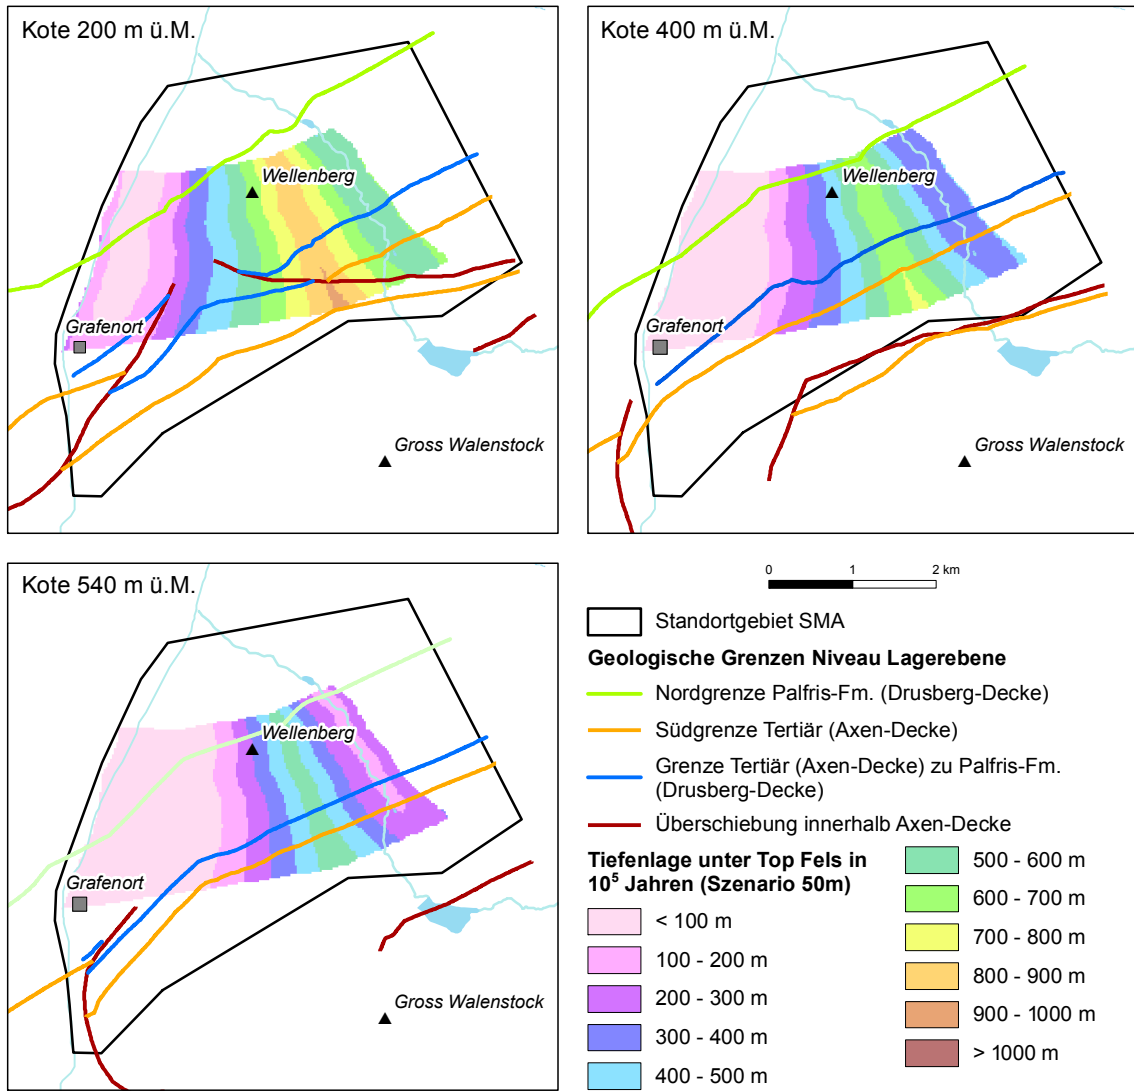 Kote 200 m ü.M.
Wellenberg
Grafenort
Gross Walenstock
Kote 400 m ü.M.
Wellenberg
Grafenort
Gross Walenstock
Kote 540 m ü.M.
Wellenberg
Grafenort
Gross Walenstock
0 1 2 km
Standortgebiet SMA
Geologische Grenzen Niveau Lagerebene
Nordgrenze Palfris-Fm. (Drusberg-Decke)
Südgrenze Tertiär (Axen-Decke)
Grenze Tertiär (Axen-Decke) zu Palfris-Fm.
(Drusberg-Decke)
Überschiebung innerhalb Axen-Decke
Tiefenlage unter Top Fels in
10⁵ Jahren (Szenario 50m)
< 100 m
100 - 200 m
200 - 300 m
300 - 400 m
400 - 500 m
500 - 600 m
600 - 700 m
700 - 800 m
800 - 900 m
900 - 1000 m
> 1000 m